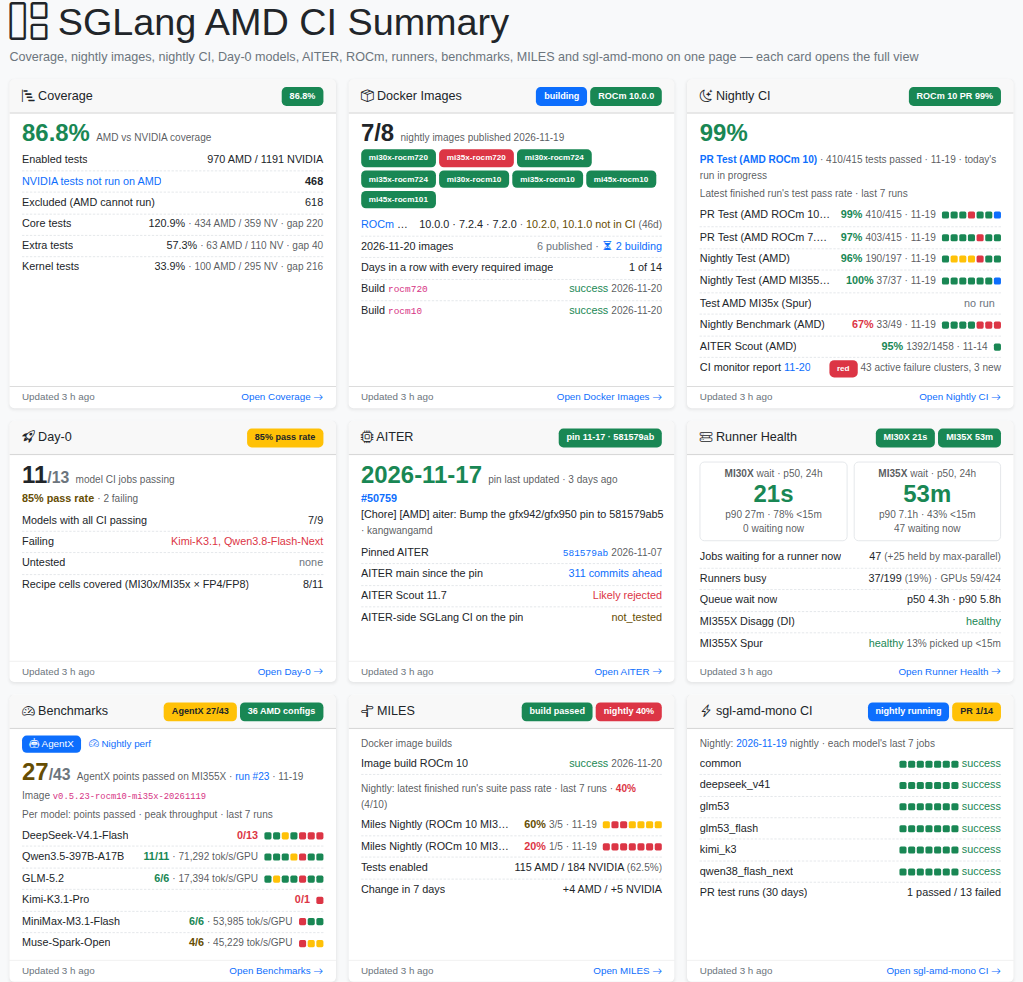 SGLang AMD CI Summary
Coverage, nightly images, nightly CI, Day-0 models, AITER, ROCm, runners, benchmarks, MILES and sgl-amd-mono on one page — each card opens the full view
Coverage 86.8%
86.8% AMD vs NVIDIA coverage
Enabled tests 970 AMD / 1191 NVIDIA
NVIDIA tests not run on AMD 468
Excluded (AMD cannot run) 618
Core tests 120.9% · 434 AMD / 359 NV · gap 220
Extra tests 57.3% · 63 AMD / 110 NV · gap 40
Kernel tests 33.9% · 100 AMD / 295 NV · gap 216
Updated 3 h ago Open Coverage →
Docker Images building ROCm 10.0.0
7/8 nightly images published 2026-11-19
mi30x-rocm720 mi35x-rocm720 mi30x-rocm724
mi35x-rocm724 mi30x-rocm10 mi35x-rocm10 mi45x-rocm10
mi45x-rocm101
ROCm ... 10.0.0 · 7.2.4 · 7.2.0 · 10.2.0, 10.1.0 not in CI (46d)
2026-11-20 images 6 published · 2 building
Days in a row with every required image 1 of 14
Build rocm720 success 2026-11-20
Build rocm10 success 2026-11-20
Updated 3 h ago Open Docker Images →
Nightly CI ROCm 10 PR 99%
99%
PR Test (AMD ROCm 10) · 410/415 tests passed · 11-19 · today's
run in progress
Latest finished run's test pass rate · last 7 runs
PR Test (AMD ROCm 10... 99% 410/415 · 11-19
PR Test (AMD ROCm 7.... 97% 403/415 · 11-19
Nightly Test (AMD) 96% 190/197 · 11-19
Nightly Test (AMD MI355... 100% 37/37 · 11-19
Test AMD MI35x (Spur) no run
Nightly Benchmark (AMD) 67% 33/49 · 11-19
AITER Scout (AMD) 95% 1392/1458 · 11-14
CI monitor report 11-20 red 43 active failure clusters, 3 new
Updated 3 h ago Open Nightly CI →
Day-0 85% pass rate
11/13 model CI jobs passing
85% pass rate · 2 failing
Models with all CI passing 7/9
Failing Kimi-K3.1, Qwen3.8-Flash-Next
Untested none
Recipe cells covered (MI30x/MI35x × FP4/FP8) 8/11
Updated 3 h ago Open Day-0 →
AITER pin 11-17 · 581579ab
2026-11-17 pin last updated · 3 days ago
#50759
[Chore] [AMD] aiter: Bump the gfx942/gfx950 pin to 581579ab5
· kangwangamd
Pinned AITER 581579ab 2026-11-07
AITER main since the pin 311 commits ahead
AITER Scout 11.7 Likely rejected
AITER-side SGLang CI on the pin not_tested
Updated 3 h ago Open AITER →
Runner Health MI30X 21s MI35X 53m
MI30X wait · p50, 24h
21s
p90 27m · 78% <15m
0 waiting now
MI35X wait · p50, 24h
53m
p90 7.1h · 43% <15m
47 waiting now
Jobs waiting for a runner now 47 (+25 held by max-parallel)
Runners busy 37/199 (19%) · GPUs 59/424
Queue wait now p50 4.3h · p90 5.8h
MI355X Disagg (DI) healthy
MI355X Spur healthy 13% picked up <15m
Updated 3 h ago Open Runner Health →
Benchmarks AgentX 27/43 36 AMD configs
AgentX Nightly perf
27/43 AgentX points passed on MI355X · run #23 · 11-19
Image v0.5.23-rocm10-mi35x-20261119
Per model: points passed · peak throughput · last 7 runs
DeepSeek-V4.1-Flash 0/13
Qwen3.5-397B-A17B 11/11 · 71,292 tok/s/GPU
GLM-5.2 6/6 · 17,394 tok/s/GPU
Kimi-K3.1-Pro 0/1
MiniMax-M3.1-Flash 6/6 · 53,985 tok/s/GPU
Muse-Spark-Open 4/6 · 45,229 tok/s/GPU
Updated 3 h ago Open Benchmarks →
MILES build passed nightly 40%
Docker image builds
Image build ROCm 10 success 2026-11-20
Nightly: latest finished run's suite pass rate · last 7 runs · 40%
(4/10)
Miles Nightly (ROCm 10 MI3... 60% 3/5 · 11-19
Miles Nightly (ROCm 10 MI3... 20% 1/5 · 11-19
Tests enabled 115 AMD / 184 NVIDIA (62.5%)
Change in 7 days +4 AMD / +5 NVIDIA
Updated 3 h ago Open MILES →
sgl-amd-mono CI nightly running PR 1/14
Nightly: 2026-11-19 nightly · each model's last 7 jobs
common success
deepseek_v41 success
glm53 success
glm53_flash success
kimi_k3 success
qwen38_flash_next success
PR test runs (30 days) 1 passed / 13 failed
Updated 3 h ago Open sgl-amd-mono CI →